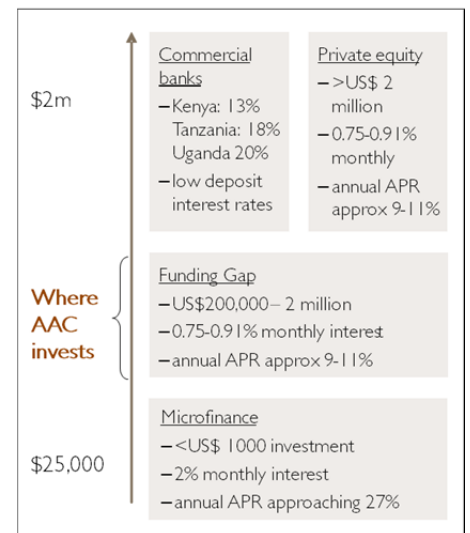 $2m
Commercial
banks
–Kenya: 13%
Tanzania: 18%
Uganda 20%
–low deposit
interest rates
Private equity
–>US$ 2
million
–0.75-0.91%
monthly
–annual APR
approx 9-11%
Where
AAC
invests
Funding Gap
–US$200,000– 2 million
–0.75-0.91% monthly interest
–annual APR approx 9-11%
$25,000
Microfinance
–<US$ 1000 investment
–2% monthly interest
–annual APR approaching 27%